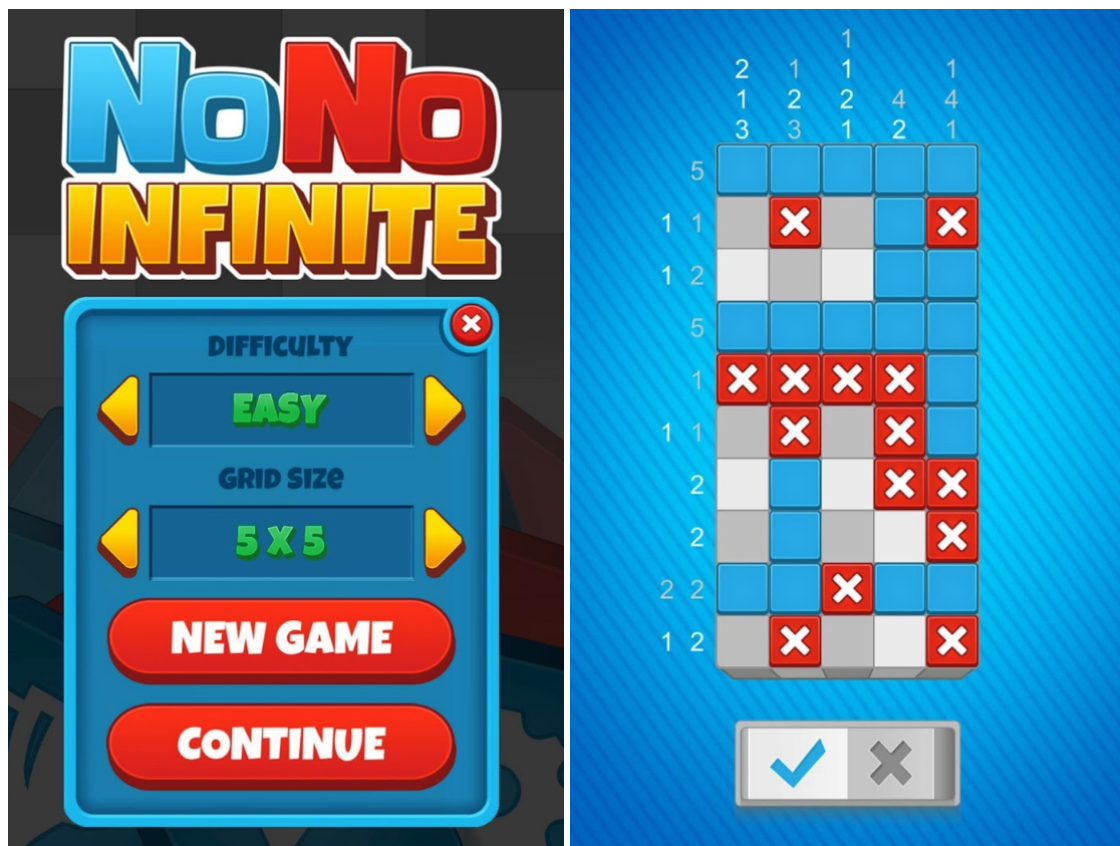 NoNo
INFINITE
DIFFICULTY
EASY
GRID SIZE
5 X 5
NEW GAME
CONTINUE
1
2 1 1 1
1 2 2 4 4
3 3 1 2 1
5
1 1
1 2
5
1
1 1
2
2
2 2
1 2